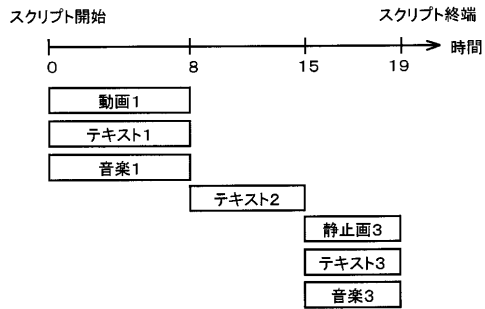 スクリプト開始 スクリプト終端
時間
0 8 15 19
動画1
テキスト1
音楽1
テキスト2
静止画3
テキスト3
音楽3